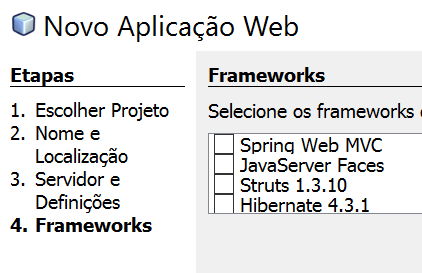 Novo Aplicação Web
Etapas
1. Escolher Projeto
2. Nome e
Localização
3. Servidor e
Definições
4. Frameworks
Frameworks
Selecione os frameworks
Spring Web MVC
JavaServer Faces
Struts 1.3.10
Hibernate 4.3.1